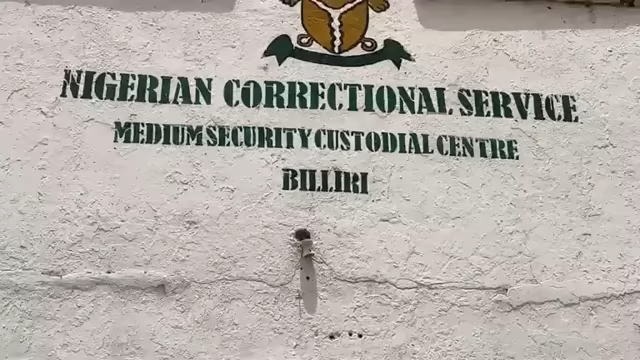 NIGERIAN CORRECTIONAL SERVICE
MEDIUM SECURITY CUSTODIAL CENTRE
BILLIRI